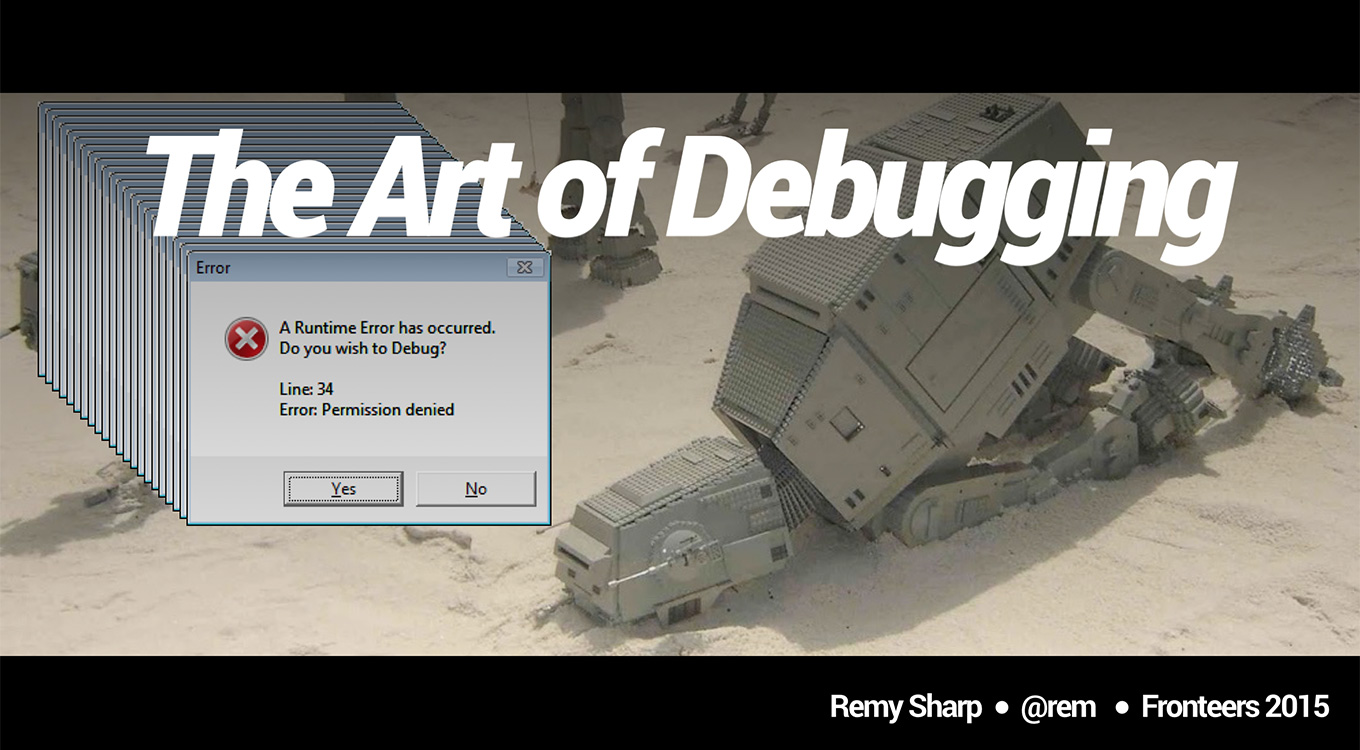 The Art of Debugging
Error
A Runtime Error has occurred.
Do you wish to Debug?
Line: 34
Error: Permission denied
Yes
No
Remy Sharp • @rem • Fronteers 2015